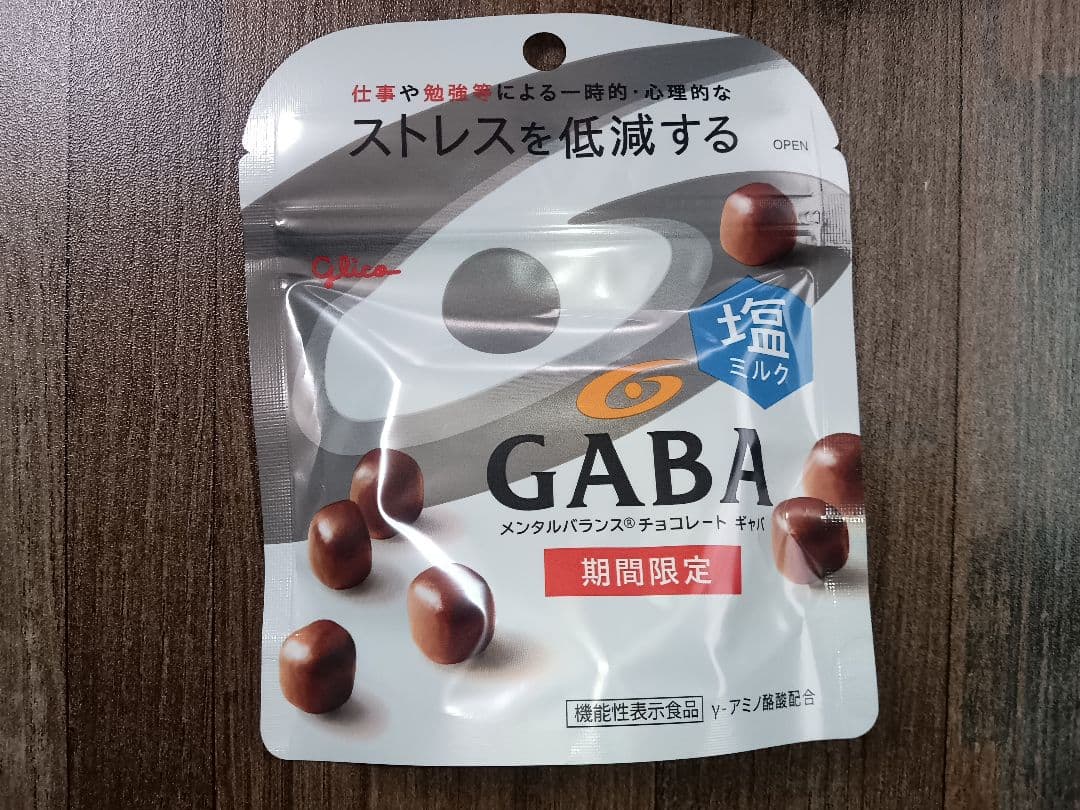 仕事や勉強等による一時的・心理的な
ストレスを低減する
OPEN
glico
塩
ミルク
GABA
メンタルバランス®チョコレート ギャバ
期間限定
機能性表示食品 γ-アミノ酪酸配合